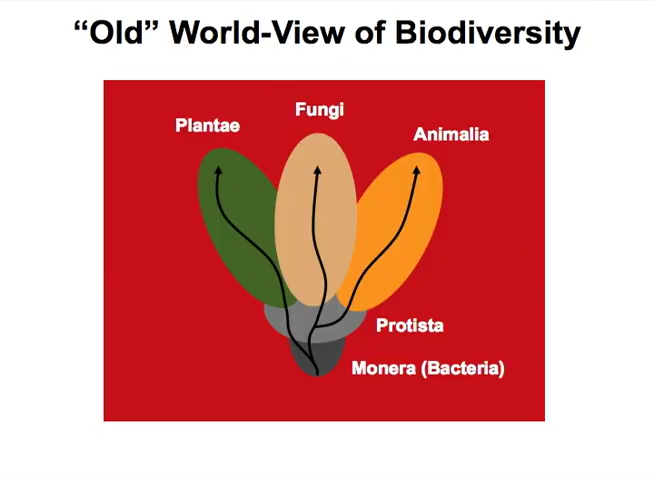 “Old” World-View of Biodiversity
Fungi
Plantae
Animalia
Protista
Monera (Bacteria)